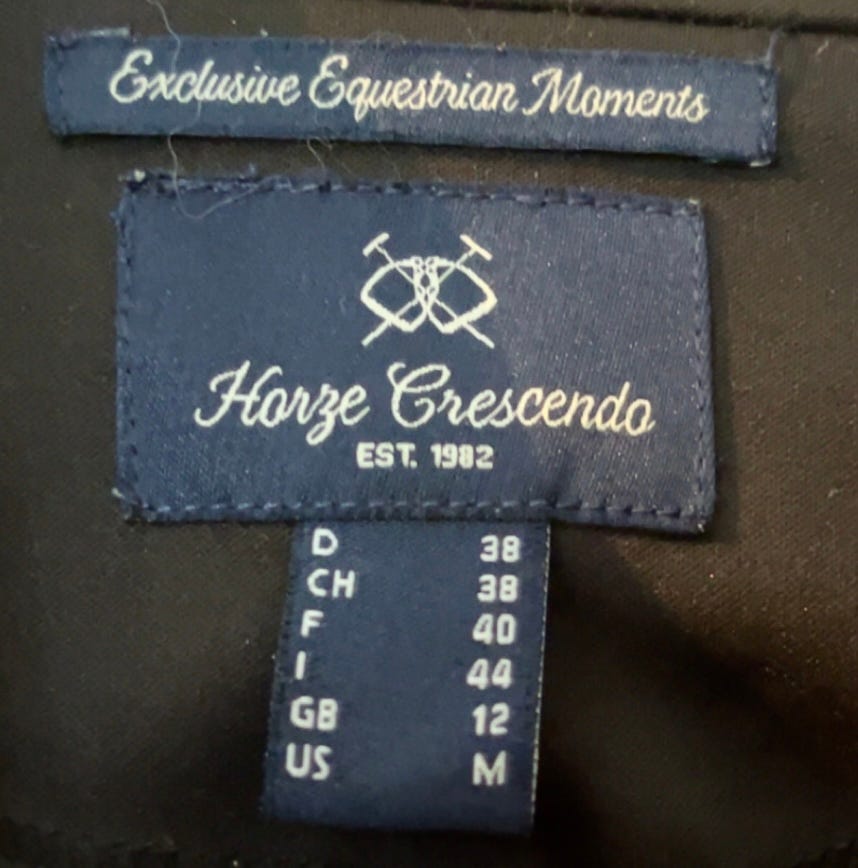 Exclusive Equestrian Moments
Horze Crescendo
EST. 1982
D 38
CH 38
F 40
I 44
GB 12
US M